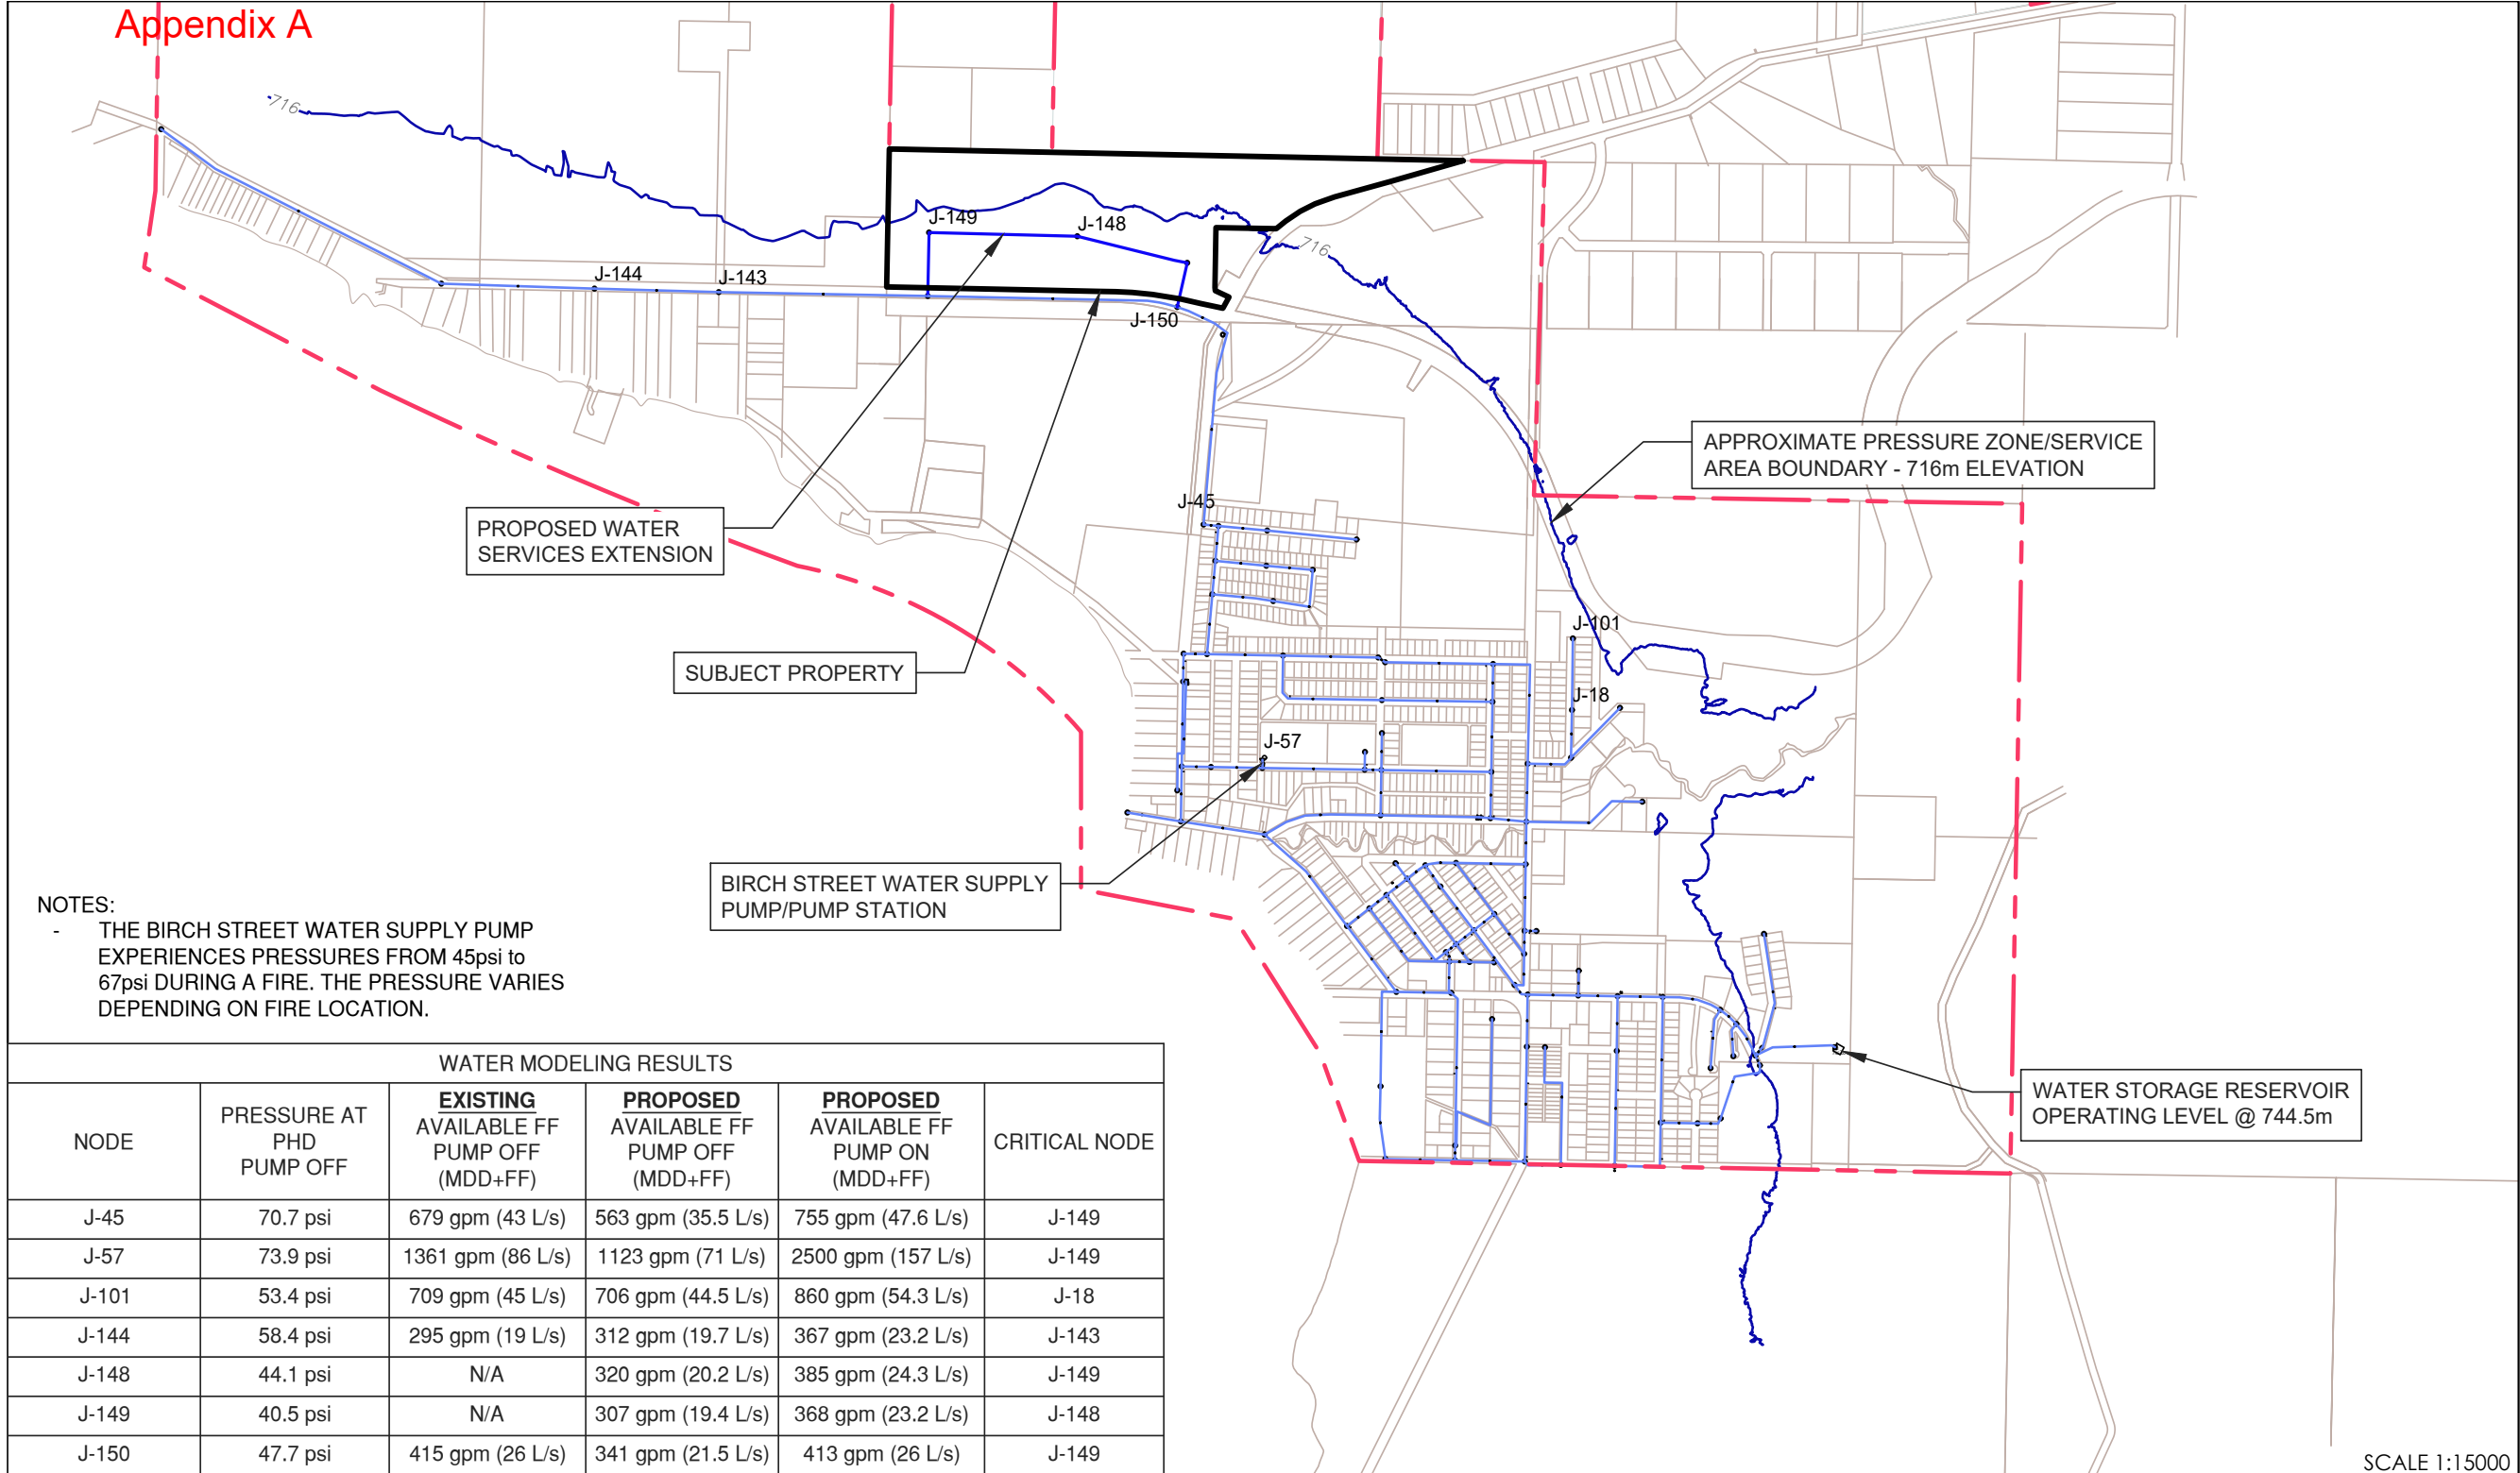 Appendix A
716
J-149
J-148
J-144
J-143
J-150
716
APPROXIMATE PRESSURE ZONE/SERVICE
AREA BOUNDARY - 716m ELEVATION
J-45
PROPOSED WATER
SERVICES EXTENSION
J-101
SUBJECT PROPERTY
J-18
J-57
BIRCH STREET WATER SUPPLY
PUMP/PUMP STATION
NOTES:
- THE BIRCH STREET WATER SUPPLY PUMP
EXPERIENCES PRESSURES FROM 45psi to
67psi DURING A FIRE. THE PRESSURE VARIES
DEPENDING ON FIRE LOCATION.
WATER STORAGE RESERVOIR
OPERATING LEVEL @ 744.5m
WATER MODELING RESULTS
NODE
PRESSURE AT
PHD
PUMP OFF
EXISTING
AVAILABLE FF
PUMP OFF
(MDD+FF)
PROPOSED
AVAILABLE FF
PUMP OFF
(MDD+FF)
PROPOSED
AVAILABLE FF
PUMP ON
(MDD+FF)
CRITICAL NODE
J-45 70.7 psi 679 gpm (43 L/s) 563 gpm (35.5 L/s) 755 gpm (47.6 L/s) J-149
J-57 73.9 psi 1361 gpm (86 L/s) 1123 gpm (71 L/s) 2500 gpm (157 L/s) J-149
J-101 53.4 psi 709 gpm (45 L/s) 706 gpm (44.5 L/s) 860 gpm (54.3 L/s) J-18
J-144 58.4 psi 295 gpm (19 L/s) 312 gpm (19.7 L/s) 367 gpm (23.2 L/s) J-143
J-148 44.1 psi N/A 320 gpm (20.2 L/s) 385 gpm (24.3 L/s) J-149
J-149 40.5 psi N/A 307 gpm (19.4 L/s) 368 gpm (23.2 L/s) J-148
J-150 47.7 psi 415 gpm (26 L/s) 341 gpm (21.5 L/s) 413 gpm (26 L/s) J-149
SCALE 1:15000